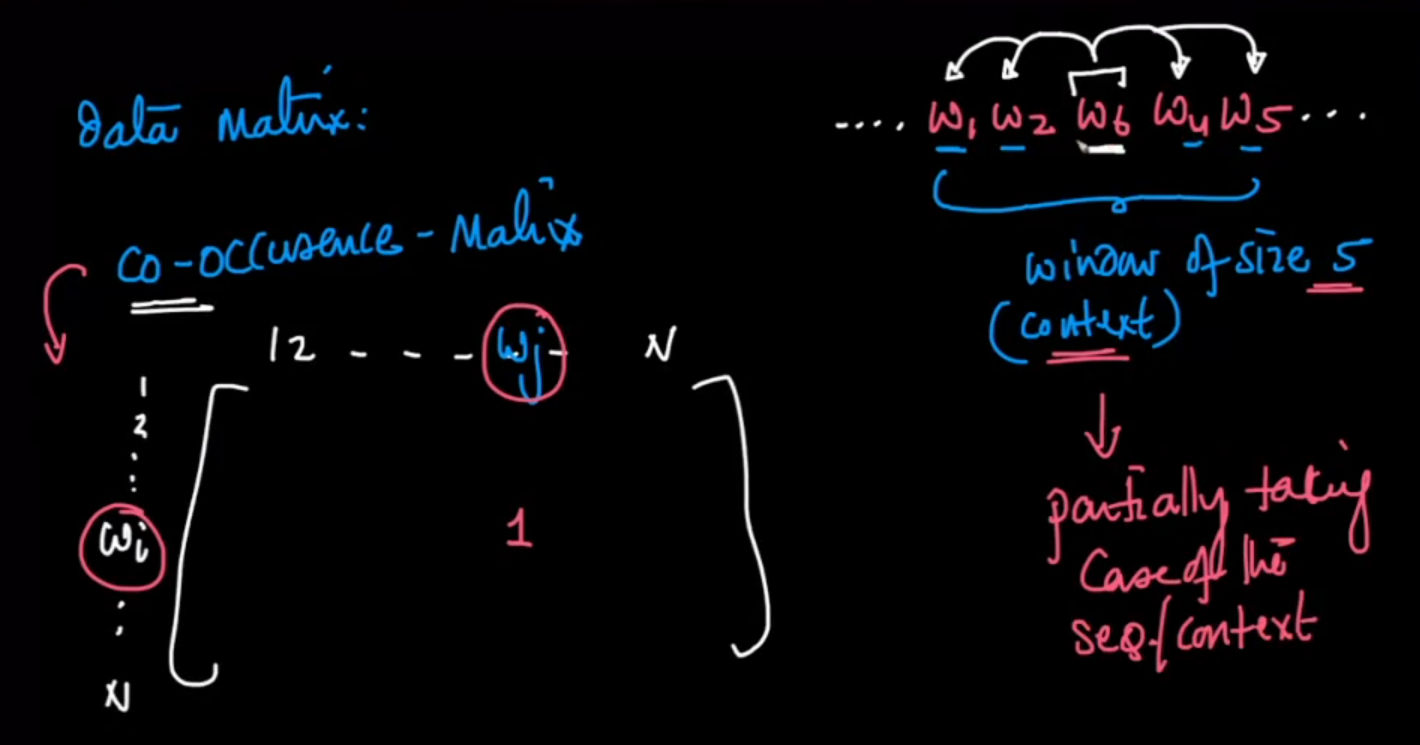 Data Matrix:
.... w1 w2 w6 w4 w5 ...
Co-occurence-Matrix
window of size 5
(context)
1 2 - - - wj - N
1
2
:
:
wi
1
:
N
partially taking
Care of the
seq/context